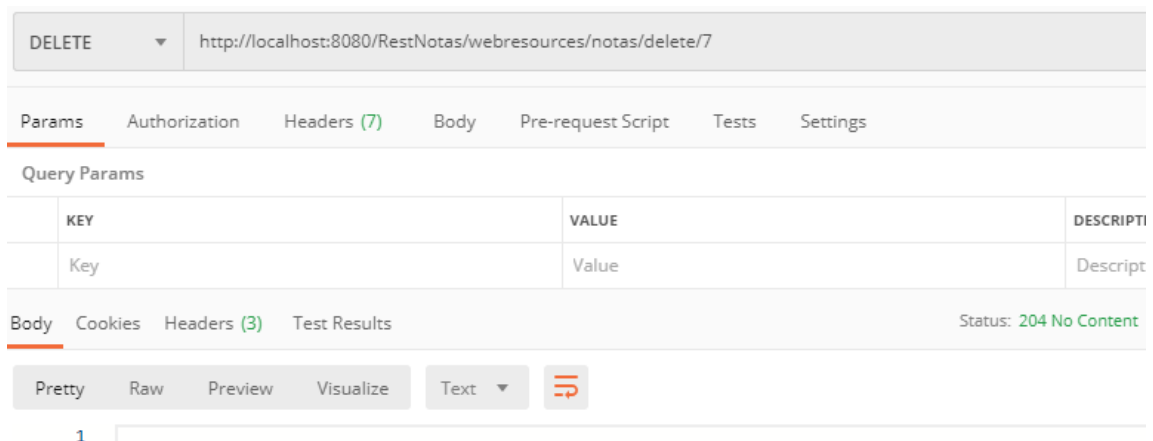 DELETE http://localhost:8080/RestNotas/webresources/notas/delete/7
Params Authorization Headers (7) Body Pre-request Script Tests Settings
Query Params
KEY VALUE DESCRIPTI
Key Value Descript
Body Cookies Headers (3) Test Results Status: 204 No Content
Pretty Raw Preview Visualize Text
1